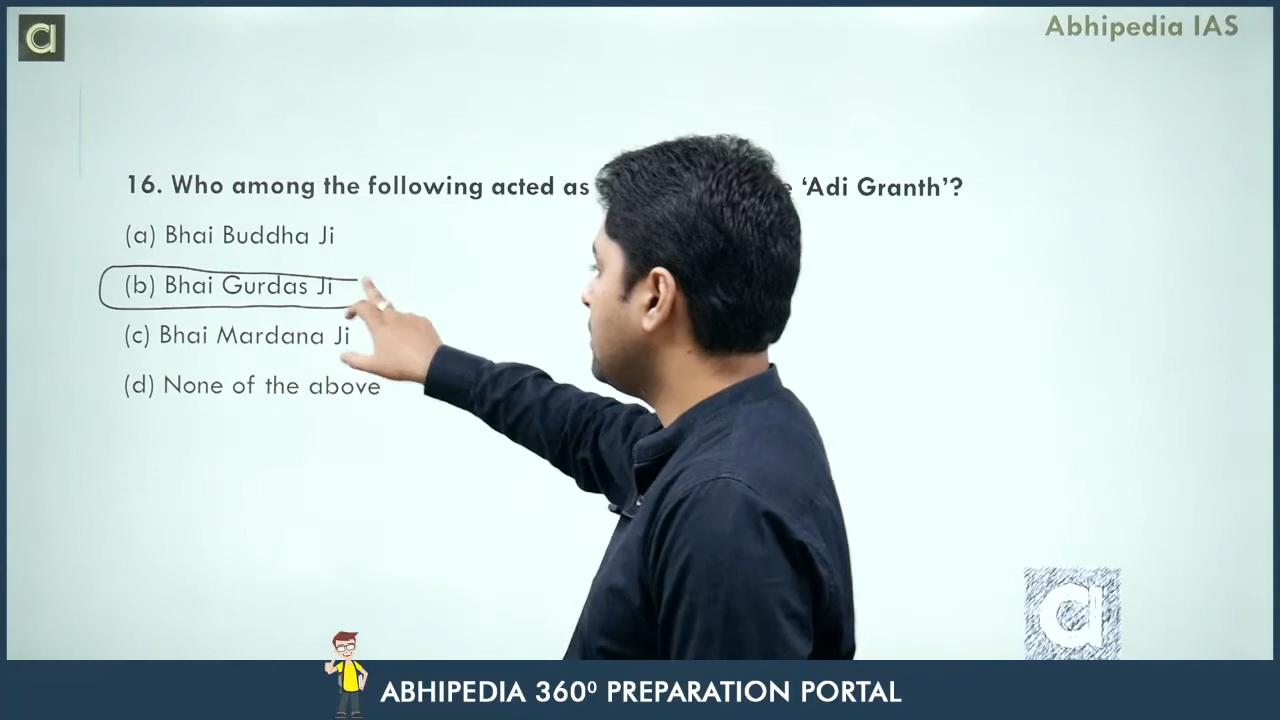 Abhipedia IAS
16. Who among the following acted as 'Adi Granth'?
(a) Bhai Buddha Ji
(b) Bhai Gurdas Ji
(c) Bhai Mardana Ji
(d) None of the above
ABHIPEDIA 360⁰ PREPARATION PORTAL